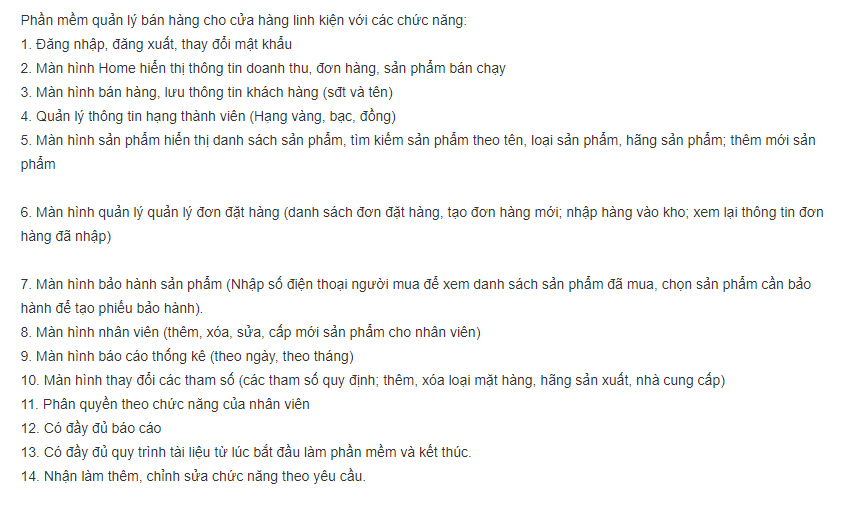 Phần mềm quản lý bán hàng cho cửa hàng linh kiện với các chức năng:
1. Đăng nhập, đăng xuất, thay đổi mật khẩu
2. Màn hình Home hiển thị thông tin doanh thu, đơn hàng, sản phẩm bán chạy
3. Màn hình bán hàng, lưu thông tin khách hàng (sđt và tên)
4. Quản lý thông tin hạng thành viên (Hạng vàng, bạc, đồng)
5. Màn hình sản phẩm hiển thị danh sách sản phẩm, tìm kiếm sản phẩm theo tên, loại sản phẩm, hãng sản phẩm; thêm mới sản
phẩm
6. Màn hình quản lý quản lý đơn đặt hàng (danh sách đơn đặt hàng, tạo đơn hàng mới; nhập hàng vào kho; xem lại thông tin đơn
hàng đã nhập)
7. Màn hình bảo hành sản phẩm (Nhập số điện thoại người mua để xem danh sách sản phẩm đã mua, chọn sản phẩm cần bảo
hành để tạo phiếu bảo hành).
8. Màn hình nhân viên (thêm, xóa, sửa, cấp mới sản phẩm cho nhân viên)
9. Màn hình báo cáo thống kê (theo ngày, theo tháng)
10. Màn hình thay đổi các tham số (các tham số quy định; thêm, xóa loại mặt hàng, hãng sản xuất, nhà cung cấp)
11. Phân quyền theo chức năng của nhân viên
12. Có đầy đủ báo cáo
13. Có đầy đủ quy trình tài liệu từ lúc bắt đầu làm phần mềm và kết thúc.
14. Nhận làm thêm, chỉnh sửa chức năng theo yêu cầu.